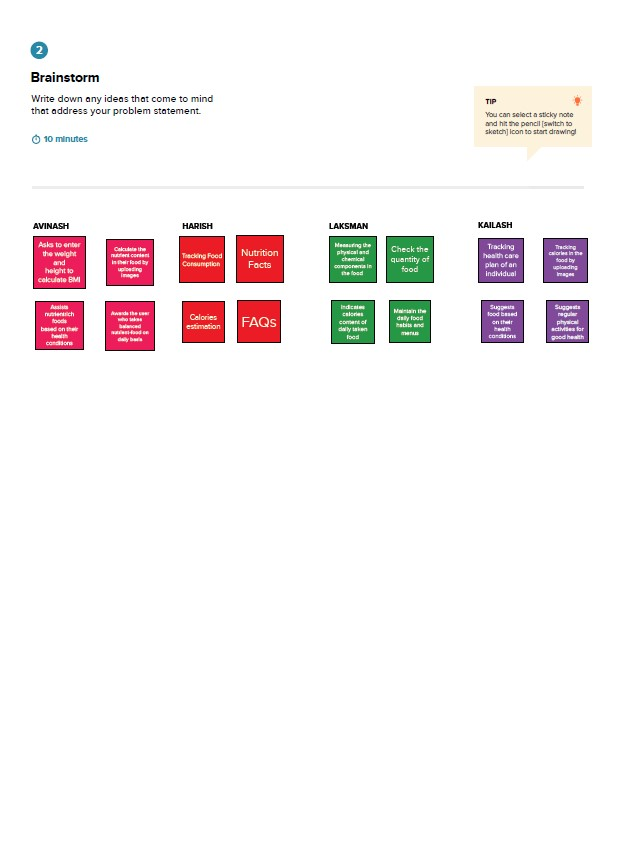 2
Brainstorm
Write down any ideas that come to mind
that address your problem statement.
10 minutes
TIP
You can select a sticky note
and hit the pencil [switch to
sketch] icon to start drawing!
AVINASH
Asks to enter
the weight
and
height to
calculate BMI
Calculate the
nutrient content
in their food by
uploading
images
Assists
nutrient-rich
foods
based on their
health
conditions
Awards the user
who takes
balanced
nutrient-food on
daily basis
HARISH
Tracking Food
Consumption
Nutrition
Facts
Calories
estimation
FAQs
LAKSMAN
Measuring the
physical and
chemical
components in
the food
Check the
quantity of
food
Indicates
calories
content of
daily taken
food
Maintain the
daily food
habits and
menus
KAILASH
Tracking
health care
plan of an
individual
Tracking
calories in the
food by
uploading
images
Suggests
food based
on their
health
conditions
Suggests
regular
physical
activities for
good health